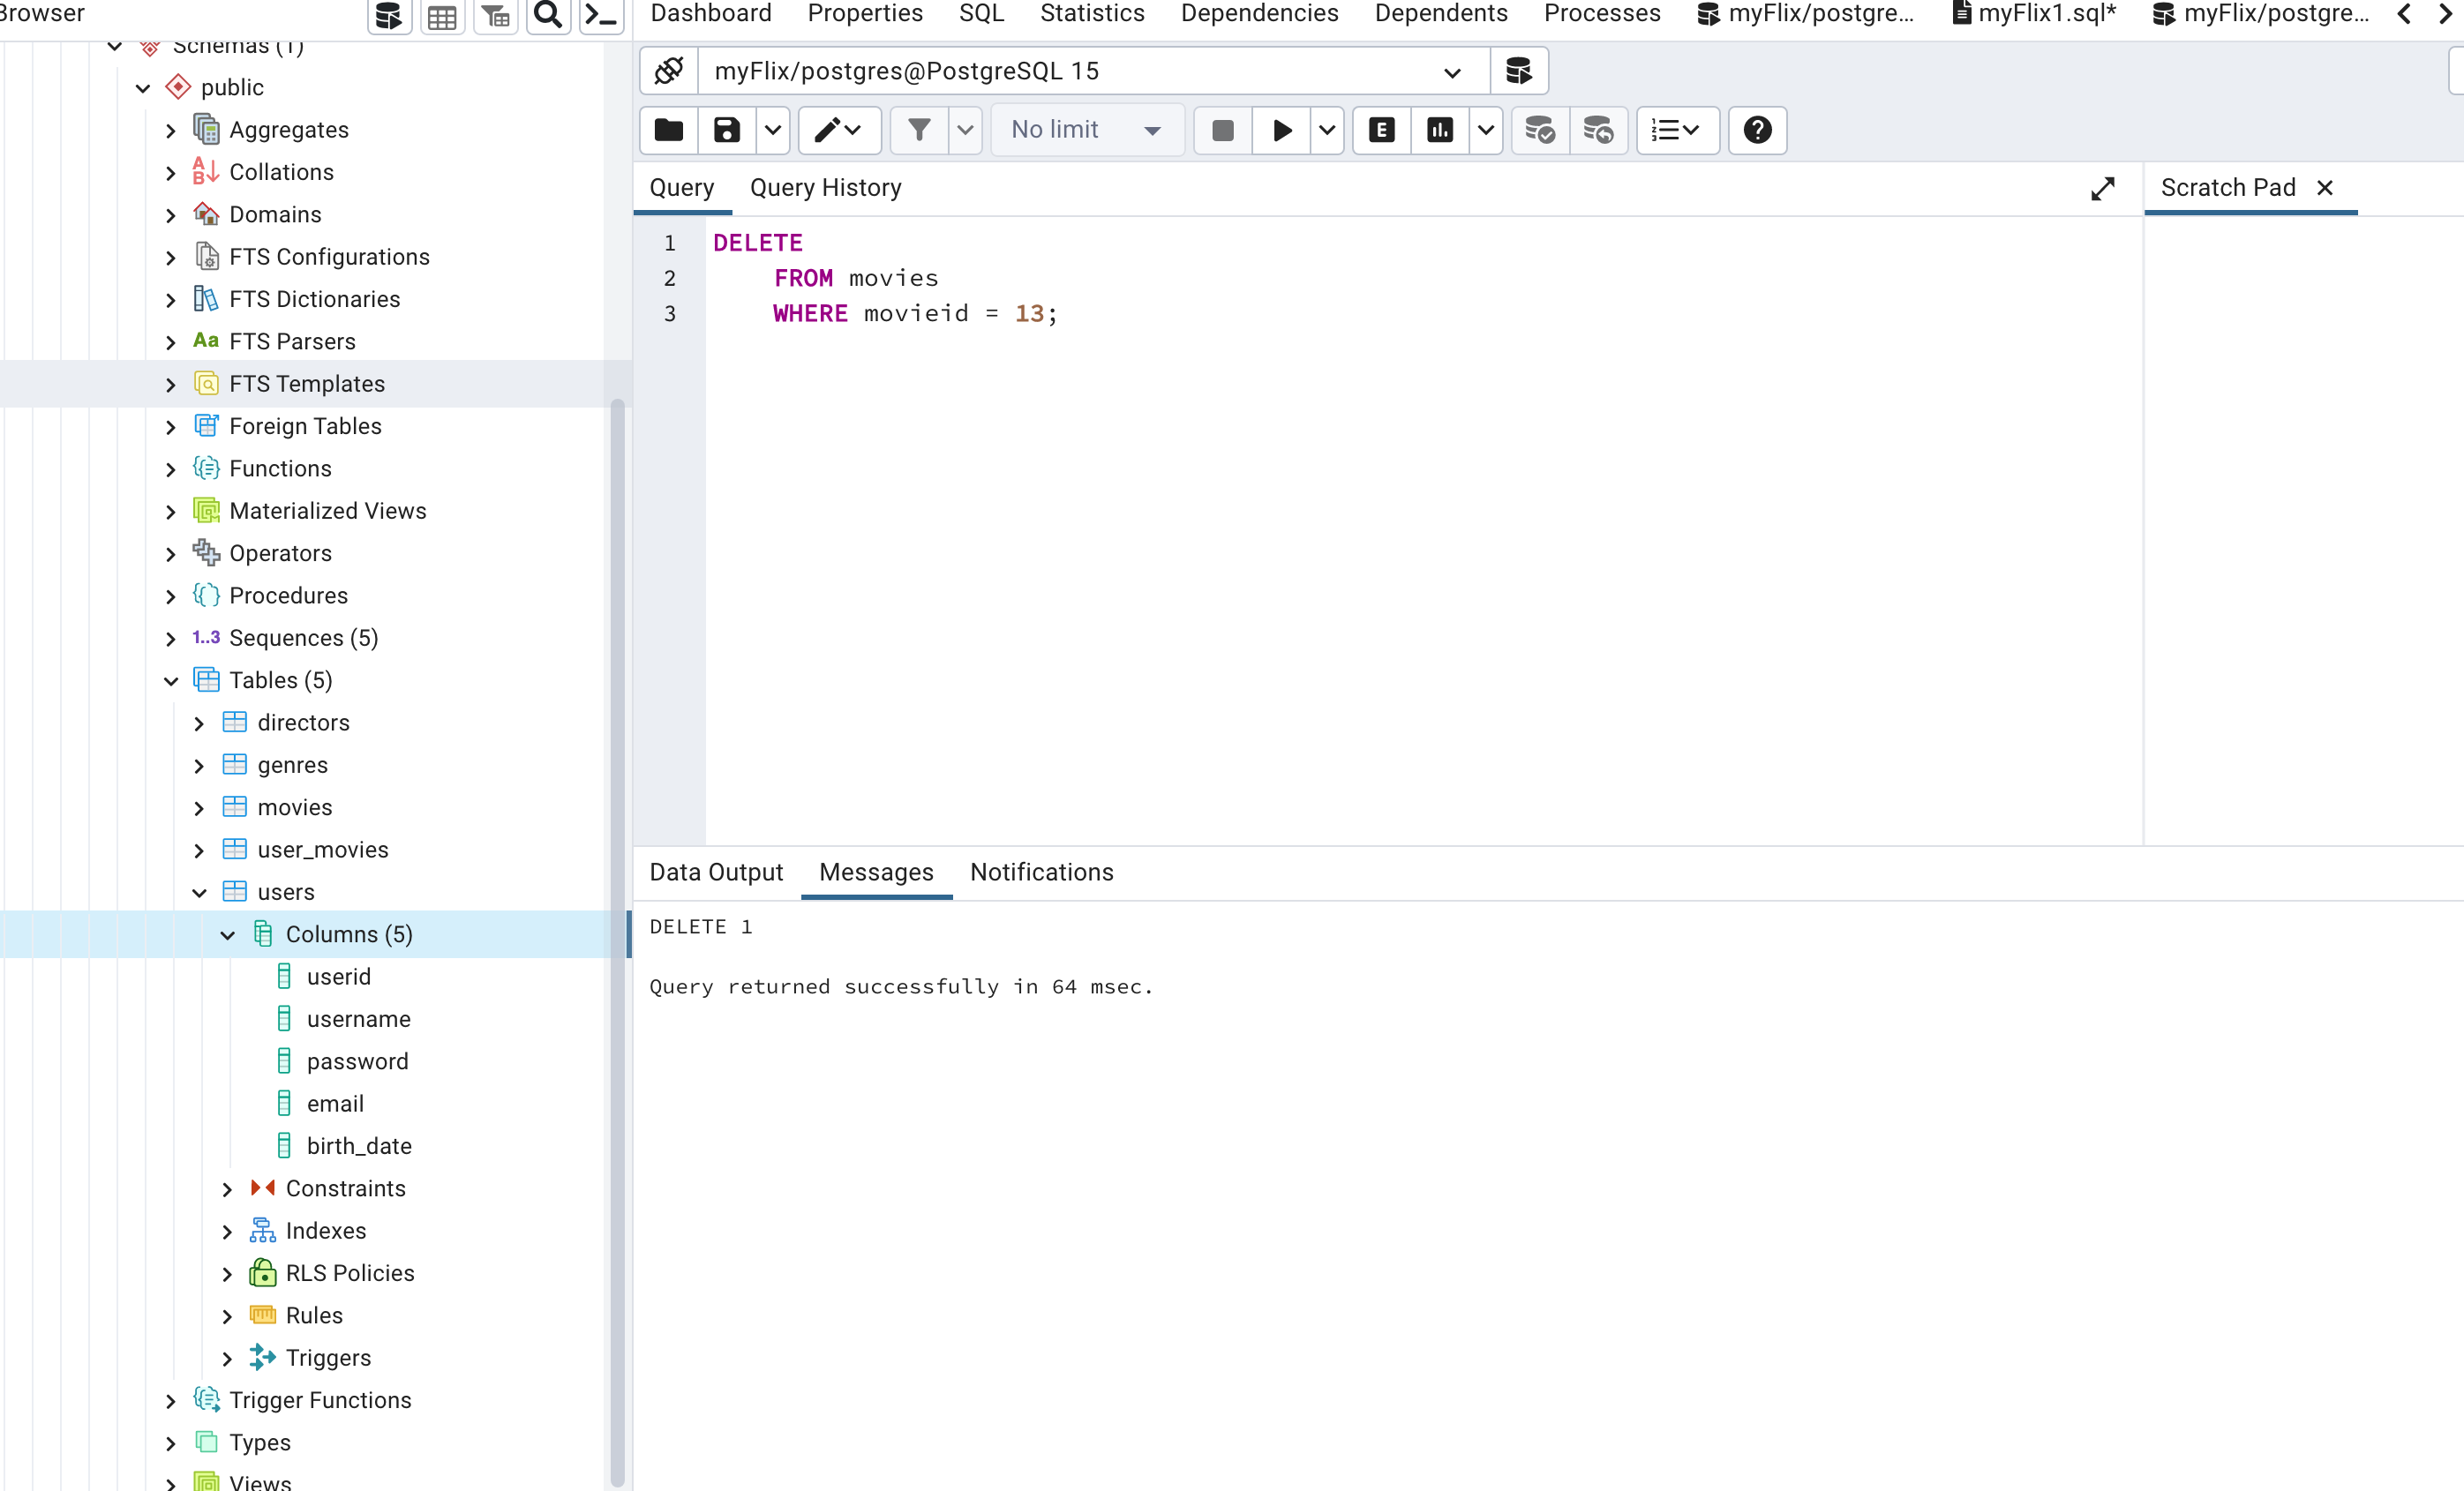 Browser
Dashboard Properties SQL Statistics Dependencies Dependents Processes myFlix/postgre... myFlix1.sql* myFlix/postgre...
Schemas (1)
public
Aggregates
Collations
Domains
FTS Configurations
FTS Dictionaries
Aa FTS Parsers
FTS Templates
Foreign Tables
Functions
Materialized Views
Operators
Procedures
1..3 Sequences (5)
Tables (5)
directors
genres
movies
user_movies
users
Columns (5)
userid
username
password
email
birth_date
Constraints
Indexes
RLS Policies
Rules
Triggers
Trigger Functions
Types
Views
myFlix/postgres@PostgreSQL 15
No limit E
Query Query History
Scratch Pad
1 DELETE
2 FROM movies
3 WHERE movieid = 13;
Data Output Messages Notifications
DELETE 1
Query returned successfully in 64 msec.